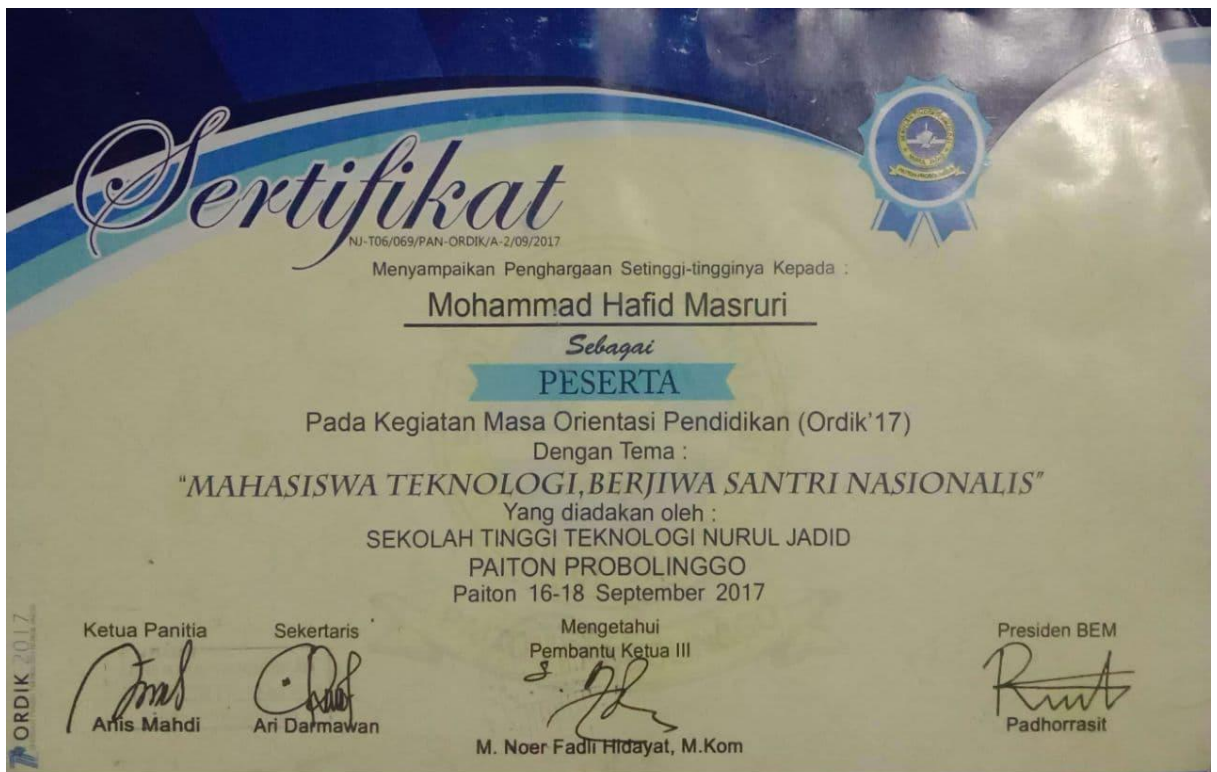 Sertifikat
NJ-T06/069/PAN-ORDIK/A-2/09/2017
Menyampaikan Penghargaan Setinggi-tingginya Kepada :
Mohammad Hafid Masruri
Sebagai
PESERTA
Pada Kegiatan Masa Orientasi Pendidikan (Ordik'17)
Dengan Tema :
"MAHASISWA TEKNOLOGI,BERJIWA SANTRI NASIONALIS"
Yang diadakan oleh :
SEKOLAH TINGGI TEKNOLOGI NURUL JADID
PAITON PROBOLINGGO
Paiton 16-18 September 2017
Ketua Panitia
Anis Mahdi
Sekertaris
Ari Darmawan
Mengetahui
Pembantu Ketua III
M. Noer Fadli Hidayat, M.Kom
Presiden BEM
Padhorrasit
ORDIK 2017